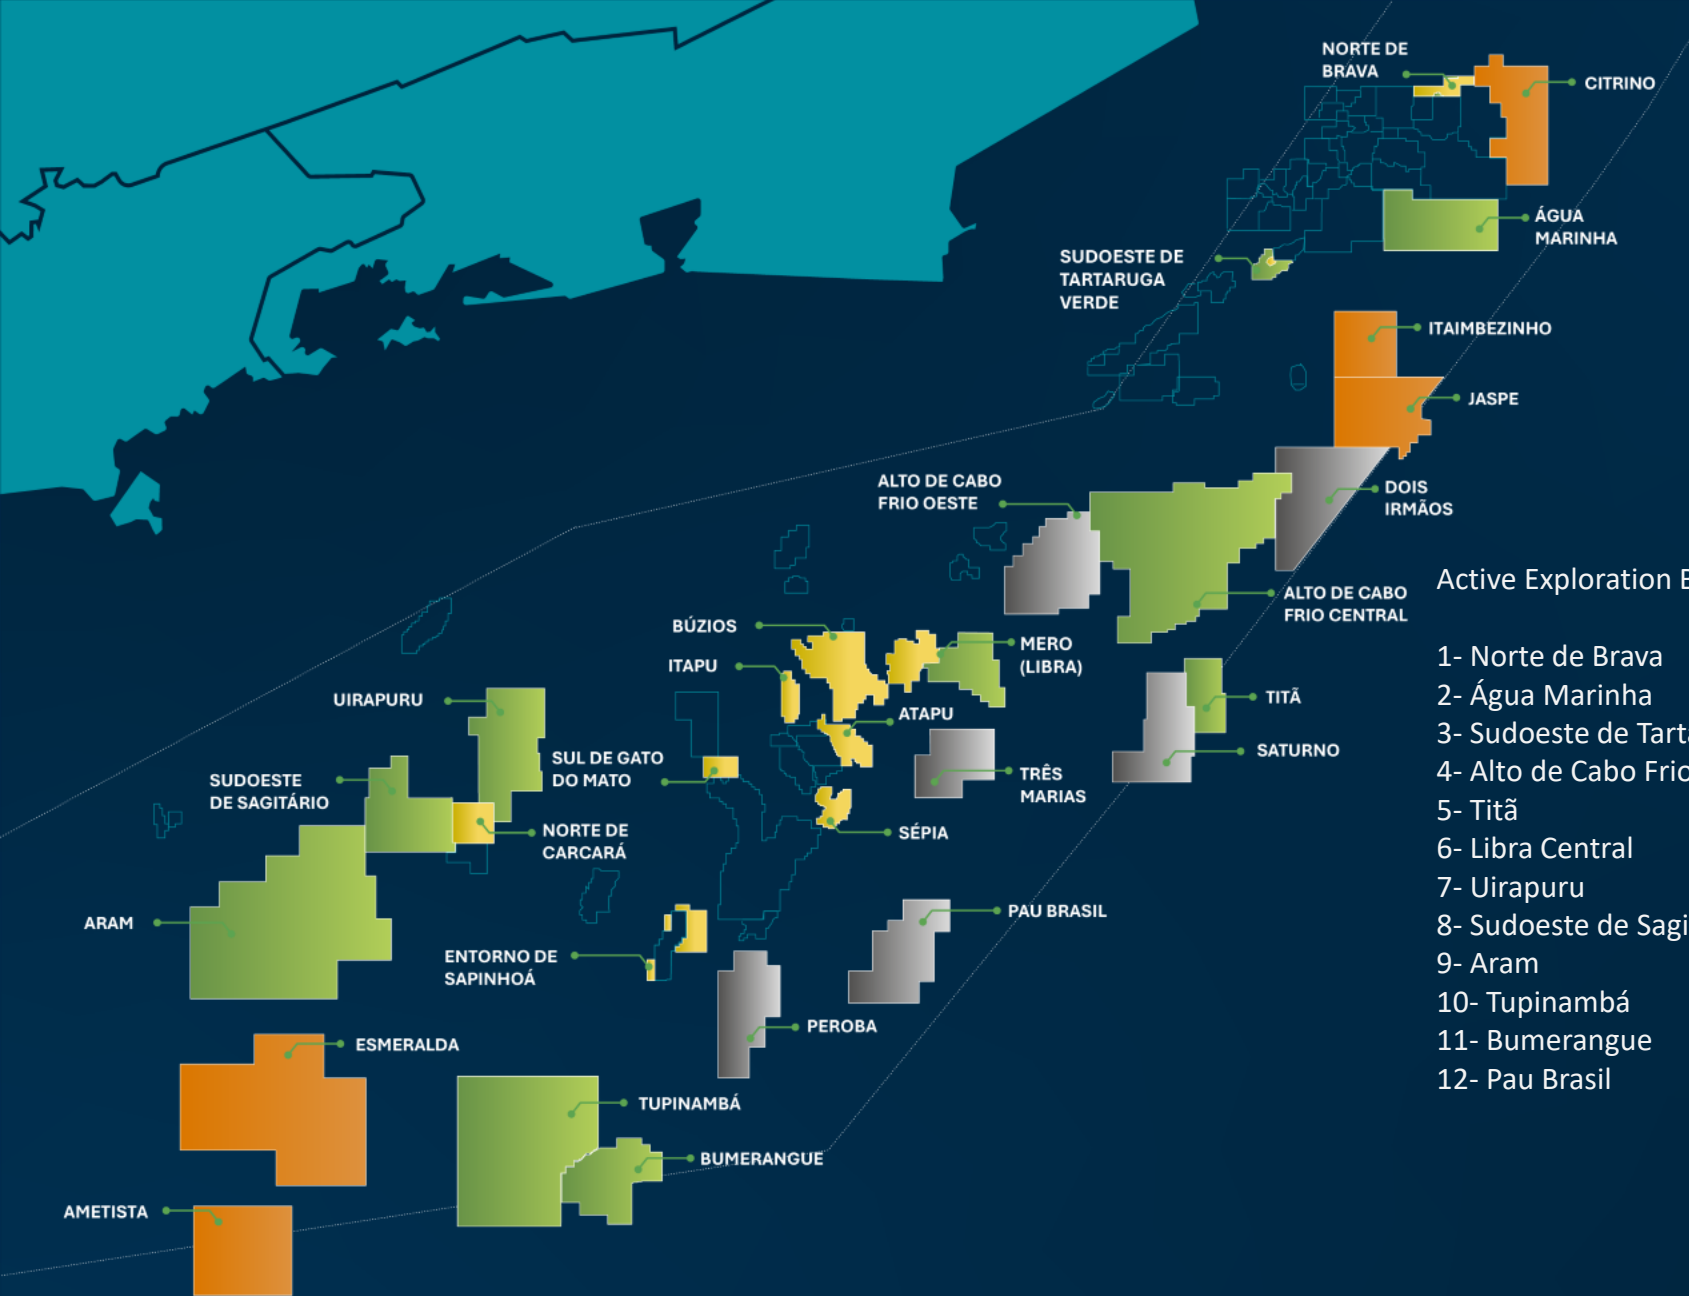 NORTE DE
BRAVA
CITRINO
ÁGUA
MARINHA
SUDOESTE DE
TARTARUGA
VERDE
ITAIMBEZINHO
JASPE
ALTO DE CABO
FRIO OESTE
DOIS
IRMÃOS
ALTO DE CABO
FRIO CENTRAL
BÚZIOS
ITAPU
MERO
(LIBRA)
TITÃ
UIRAPURU
ATAPU
SATURNO
SUL DE GATO
DO MATO
SUDOESTE
DE SAGITÁRIO
TRÊS
MARIAS
NORTE DE
CARCARÁ
SÉPIA
ARAM
PAU BRASIL
ENTORNO DE
SAPINHOÁ
PEROBA
ESMERALDA
TUPINAMBÁ
BUMERANGUE
AMETISTA
Active Exploration
1- Norte de Brava
2- Água Marinha
3- Sudoeste de
4- Alto de Cabo
5- Titã
6- Libra Central
7- Uirapuru
8- Sudoeste de
9- Aram
10- Tupinambá
11- Bumerangue
12- Pau Brasil